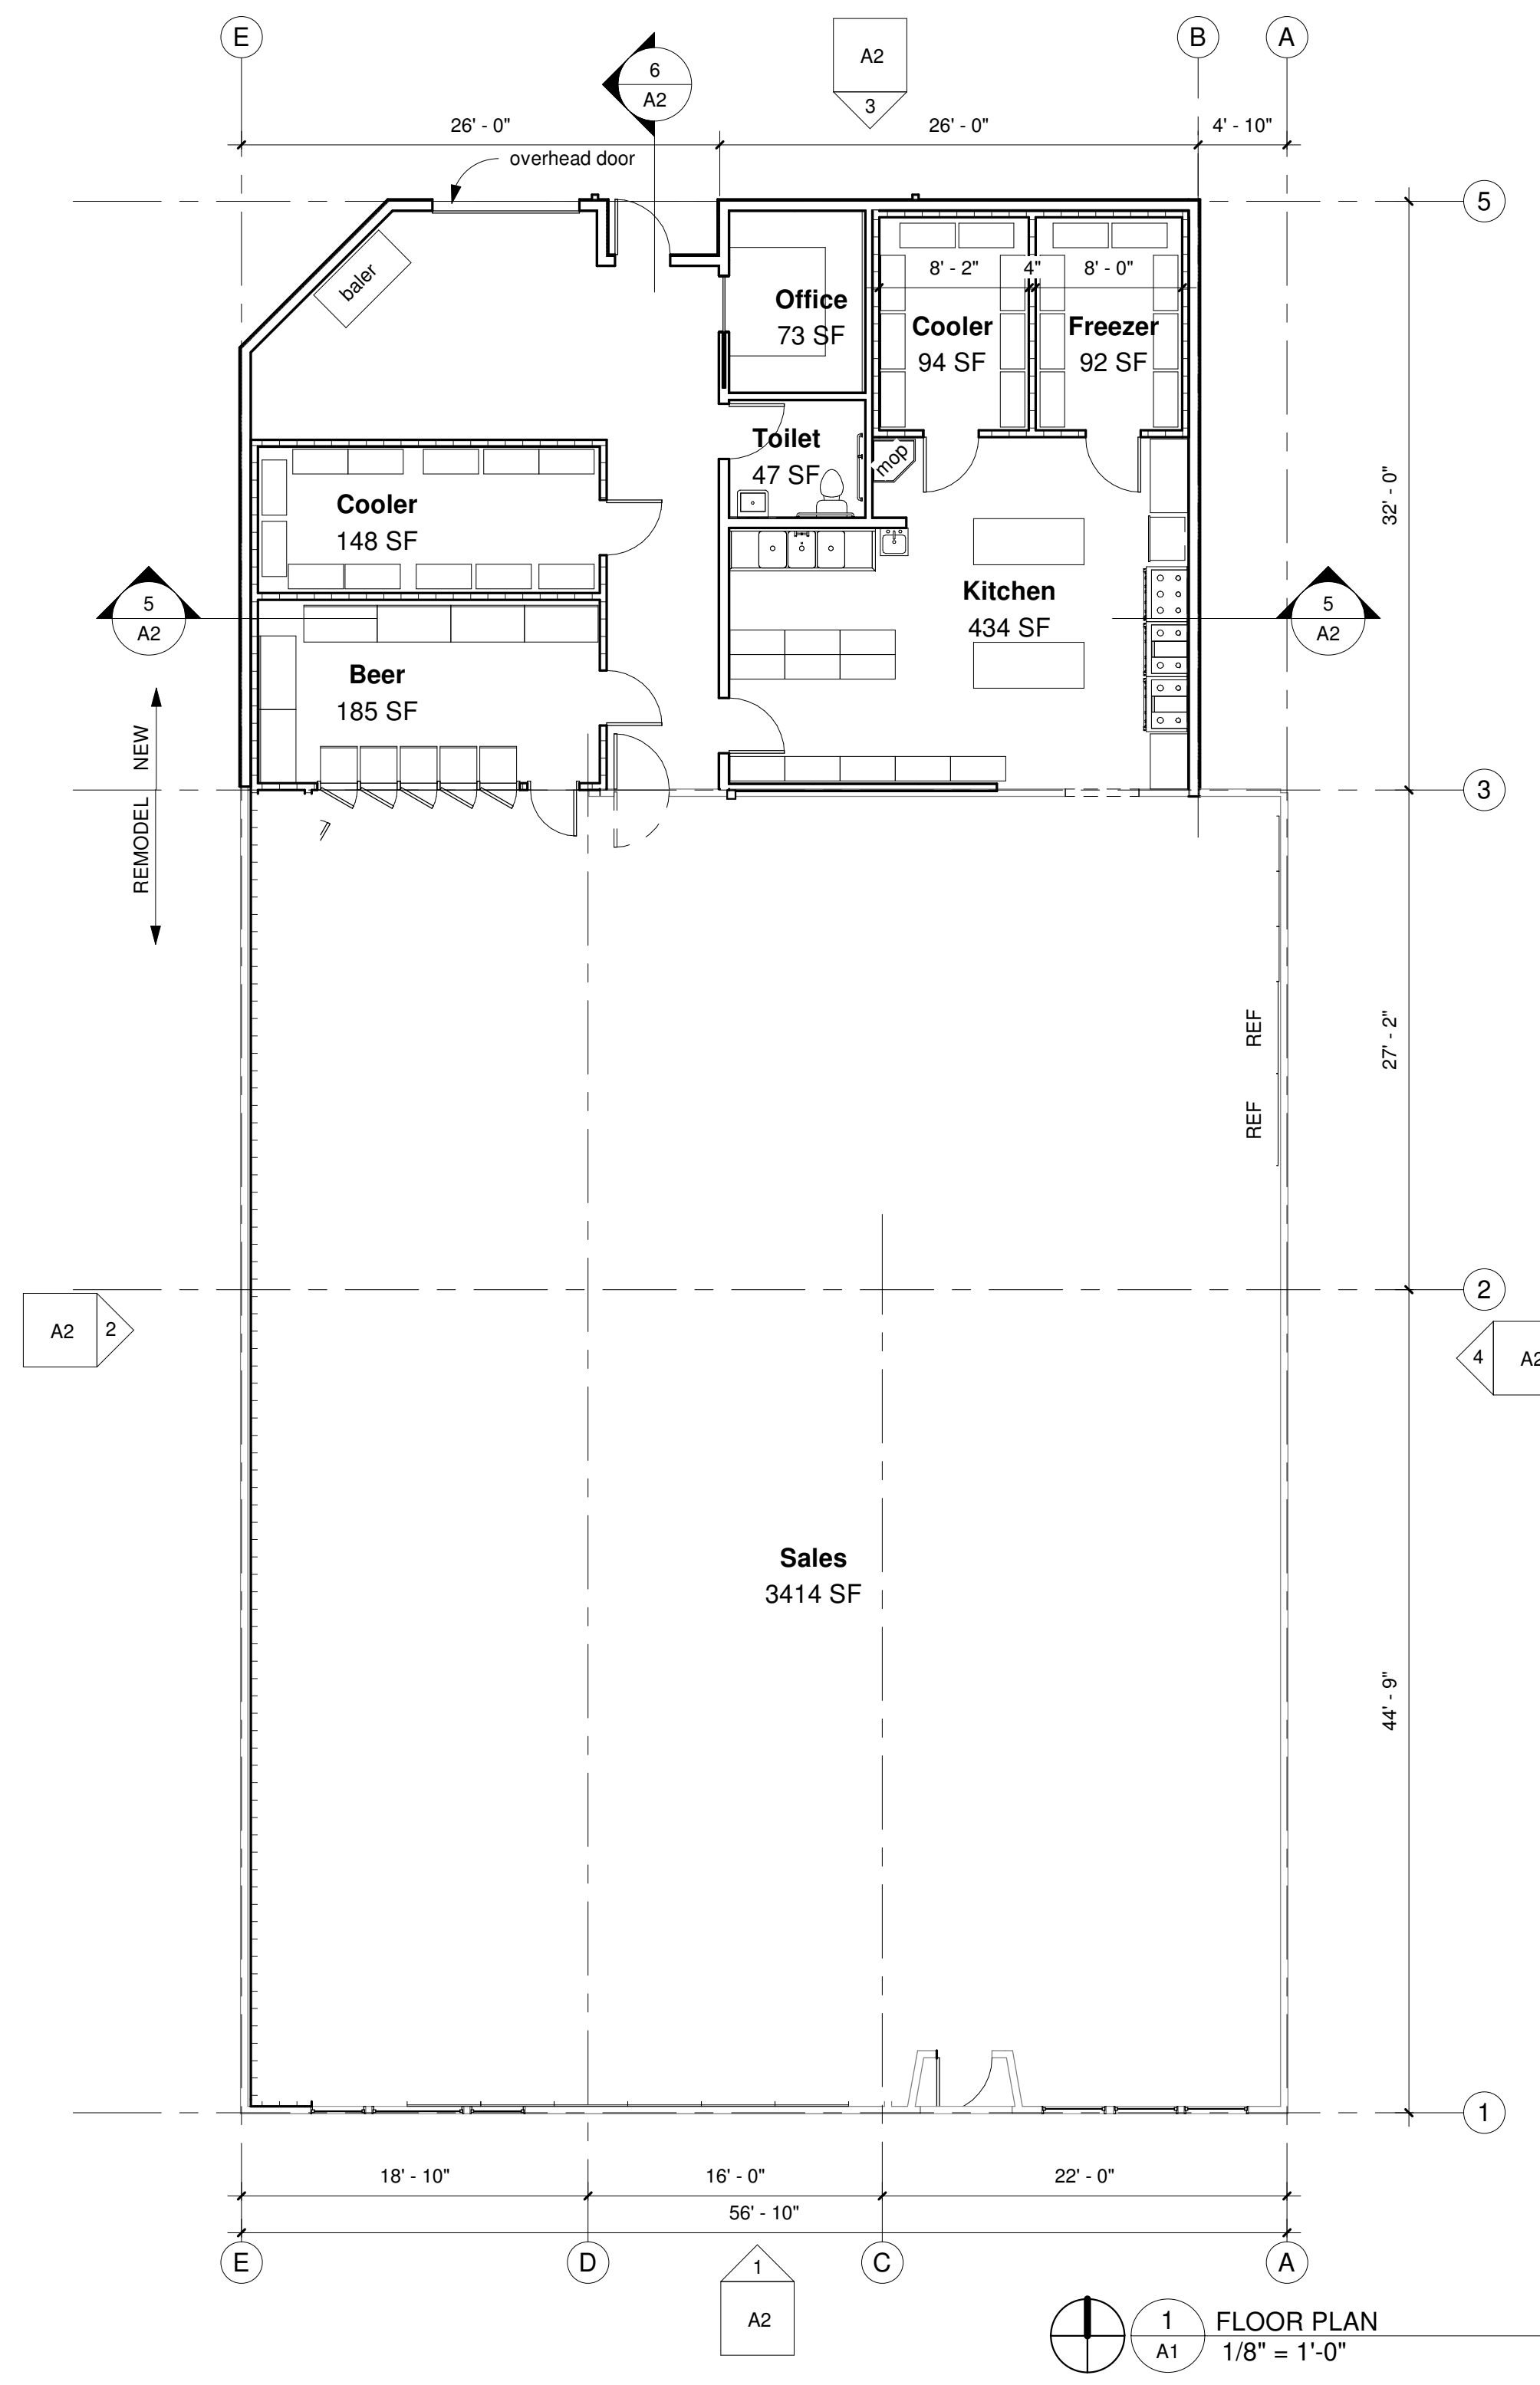 E
B
A
6
A2
A2
3
26' - 0"
26' - 0"
4' - 10"
overhead door
5
baler
8' - 2"
4"
8' - 0"
Office
73 SF
Cooler
94 SF
Freezer
92 SF
Toilet
47 SF
mop
Cooler
148 SF
32' - 0"
Kitchen
434 SF
5
A2
5
A2
Beer
185 SF
NEW
REMODEL
3
REF
REF
27' - 2"
2
A2
2
4
A2
Sales
3414 SF
44' - 9"
1
18' - 10"
16' - 0"
22' - 0"
56' - 10"
E
D
C
A
1
A2
1
A1
FLOOR PLAN
1/8" = 1'-0"